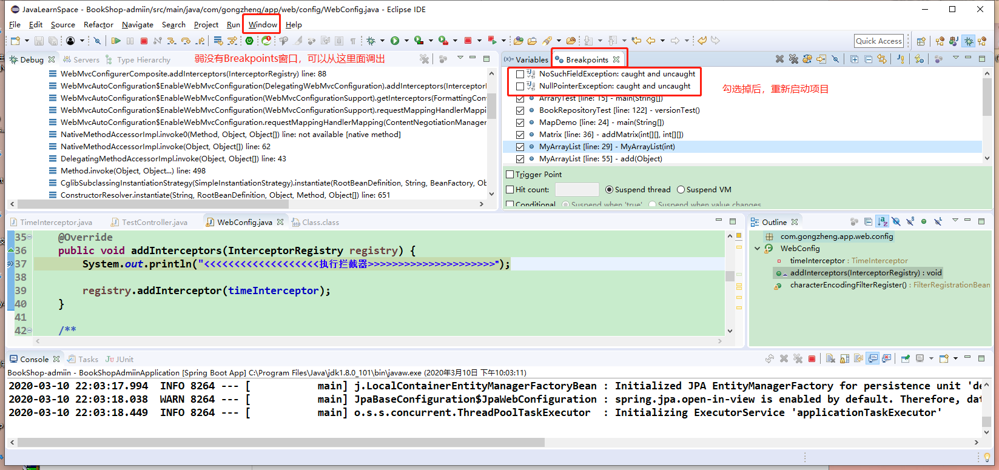 JavaLearnSpace - BookShop-admiin/src/main/java/com/gongzheng/app/web/config/WebConfig.java - Eclipse IDE
File Edit Source Refactor Navigate Search Project Run Window Help
Quick Access
Debug Servers Type Hierarchy
弱没有Breakpoints窗口，可以从这里面调出
WebMvcConfigurerComposite.addInterceptors(InterceptorRegistry) line: 88
WebMvcAutoConfiguration$EnableWebMvcConfiguration(DelegatingWebMvcConfiguration).addInterceptors(Interceptor
WebMvcAutoConfiguration$EnableWebMvcConfiguration(WebMvcConfigurationSupport).getInterceptors(FormattingCon
WebMvcAutoConfiguration$EnableWebMvcConfiguration(WebMvcConfigurationSupport).requestMappingHandlerMappi
WebMvcAutoConfiguration$EnableWebMvcConfiguration.requestMappingHandlerMapping(ContentNegotiationManager
NativeMethodAccessorImpl.invoke0(Method, Object, Object[]) line: not available [native method]
NativeMethodAccessorImpl.invoke(Object, Object[]) line: 62
DelegatingMethodAccessorImpl.invoke(Object, Object[]) line: 43
Method.invoke(Object, Object...) line: 498
CglibSubclassingInstantiationStrategy(SimpleInstantiationStrategy).instantiate(RootBeanDefinition, String, BeanFactory, Ob
ConstructorResolver.instantiate(String, RootBeanDefinition, Object, Method, Object[]) line: 651
(x)= Variables Breakpoints
NoSuchFieldException: caught and uncaught
NullPointerException: caught and uncaught
勾选掉后，重新启动项目
ArraryTest [line: 15] - main(String[])
BookRepositoryTest [line: 122] - versionTest()
MapDemo [line: 24] - main(String[])
Matrix [line: 36] - addMatrix(int[][], int[][])
MyArrayList [line: 29] - MyArrayList(int)
MyArrayList [line: 55] - add(Object)
Trigger Point
Hit count: Suspend thread Suspend VM
Conditional Suspend when 'true' Suspend when value changes
TimeInterceptor.java TestController.java WebConfig.java Class.class
35 @Override
36 public void addInterceptors(InterceptorRegistry registry) {
37 System.out.println("<<<<<<<<<<<<<<<<<<<执行拦截器>>>>>>>>>>>>>>>>>>>>>");
38
39 registry.addInterceptor(timeInterceptor);
40 }
41
42 /**
Outline
com.gongzheng.app.web.config
WebConfig
timeInterceptor : TimeInterceptor
addInterceptors(InterceptorRegistry) : void
characterEncodingFilterRegister() : FilterRegistrationBean
Console Tasks JUnit
BookShop-admiin - BookShopAdmiinApplication [Spring Boot App] C:\Program Files\Java\jdk1.8.0_101\bin\javaw.exe (2020年3月10日 下午10:03:11)
2020-03-10 22:03:17.994 INFO 8264 --- [ main] j.LocalContainerEntityManagerFactoryBean : Initialized JPA EntityManagerFactory for persistence unit 'de
2020-03-10 22:03:18.038 WARN 8264 --- [ main] JpaBaseConfiguration$JpaWebConfiguration : spring.jpa.open-in-view is enabled by default. Therefore, dat
2020-03-10 22:03:18.449 INFO 8264 --- [ main] o.s.s.concurrent.ThreadPoolTaskExecutor : Initializing ExecutorService 'applicationTaskExecutor'